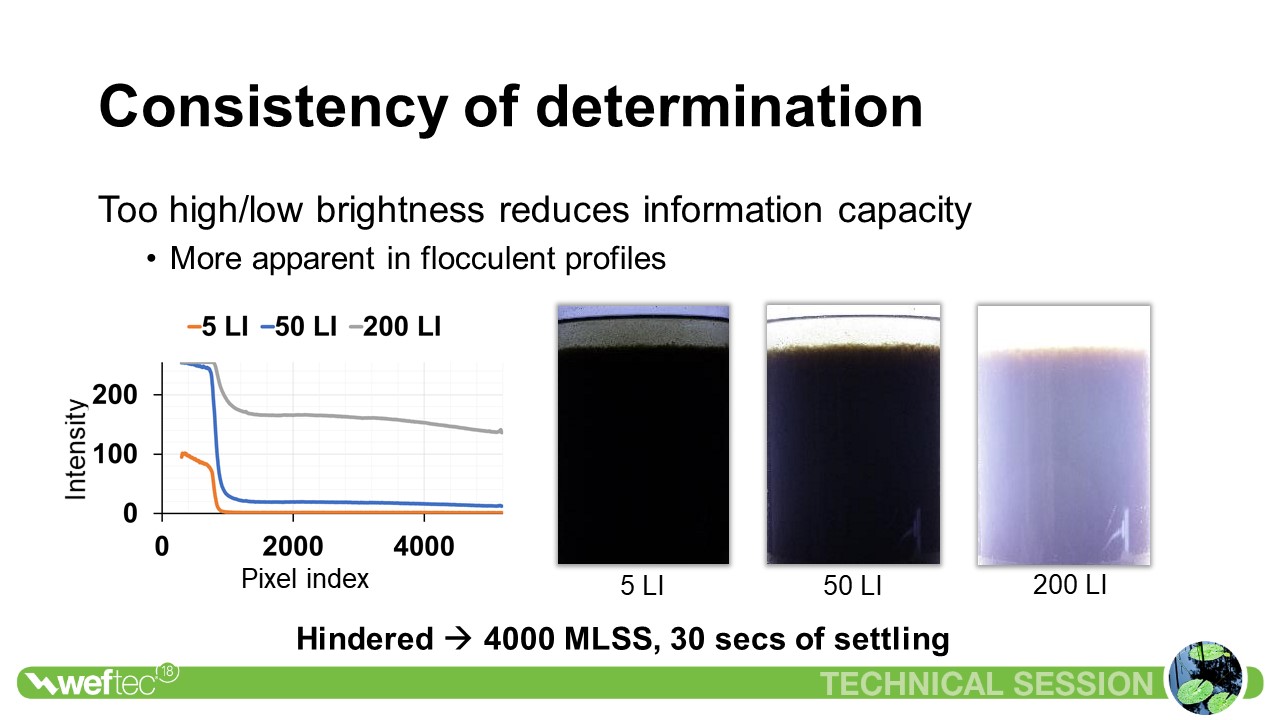 Consistency of determination
Too high/low brightness reduces information capacity
• More apparent in flocculent profiles
5 LI 50 LI 200 LI
Intensity
200
100
0
0 2000 4000
Pixel index
5 LI
50 LI
200 LI
Hindered → 4000 MLSS, 30 secs of settling
weftec 18
TECHNICAL SESSION